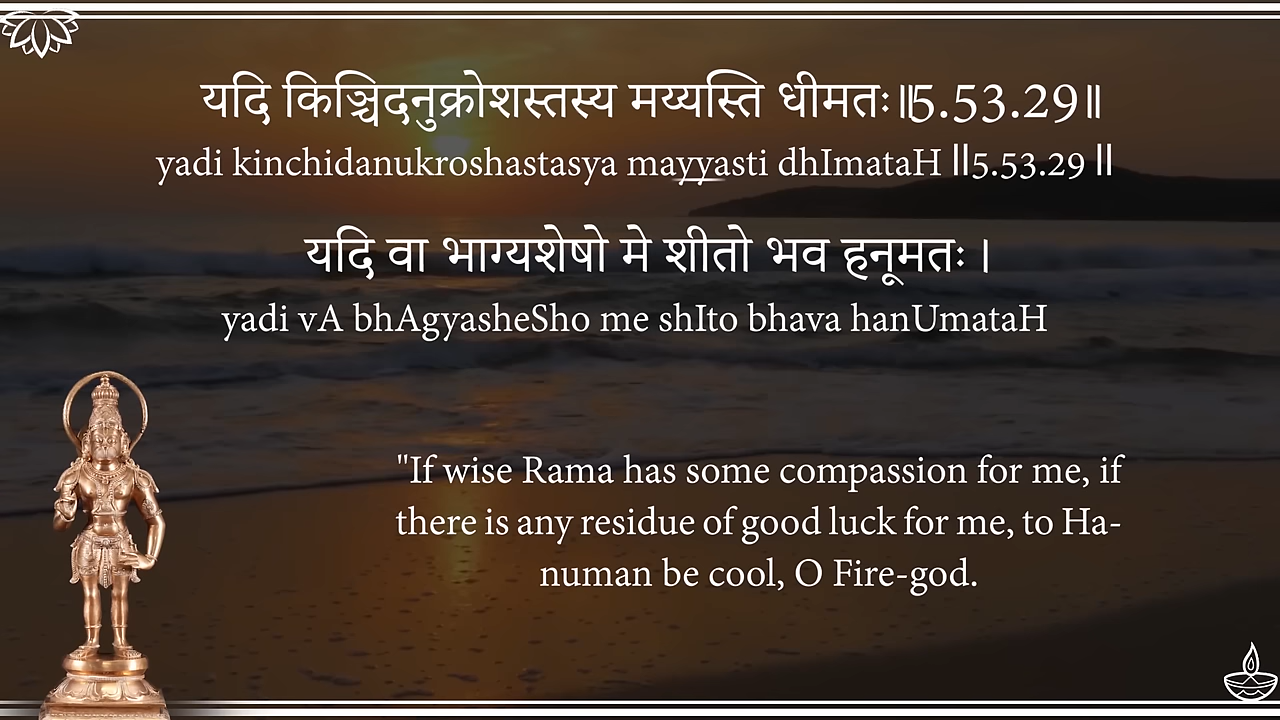 यदि किञ्चिदनुक्रोशस्तस्य मय्यस्ति धीमतः॥5.53.29॥
yadi kinchidanukroshastasya mayyasti dhImataH ॥5.53.29 ॥
यदि वा भाग्यशेषो मे शीतो भव हनूमतः ।
yadi vA bhAgyasheSho me shIto bhava hanUmataH
"If wise Rama has some compassion for me, if
there is any residue of good luck for me, to Ha-
numan be cool, O Fire-god.